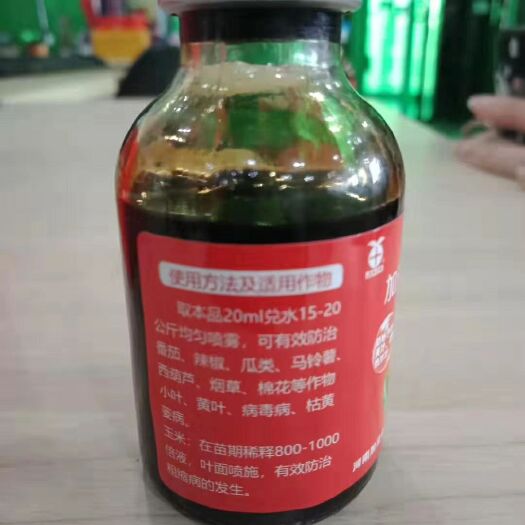 使用方法及适用作物
取本品20ml兑水15-20
公斤均匀喷雾，可有效防治
番茄、辣椒、瓜类、马铃薯、
西葫芦、烟草、棉花等作物
小叶、黄叶、病毒病、枯黄
萎病。
玉米：在苗期稀释800-1000
倍液，叶面喷施，有效防治
粗缩病的发生。
加
河南